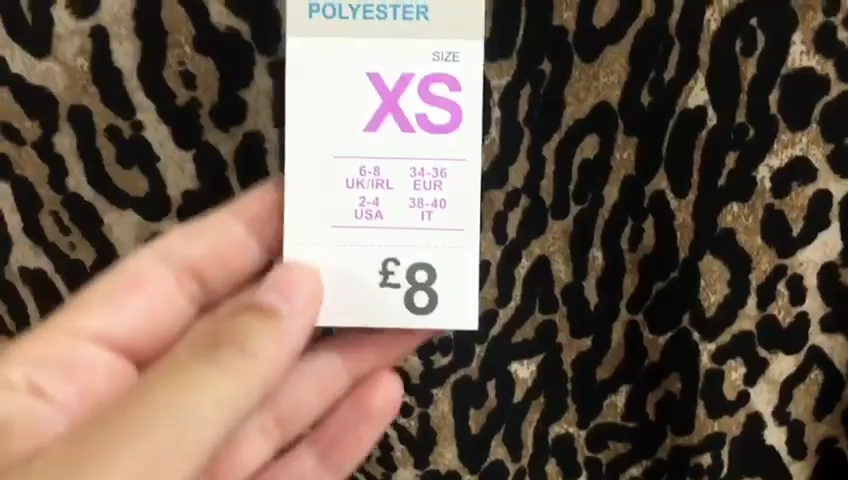 POLYESTER
SIZE
XS
6-8 34-36
UK/IRL EUR
2-4 38-40
USA IT
£8